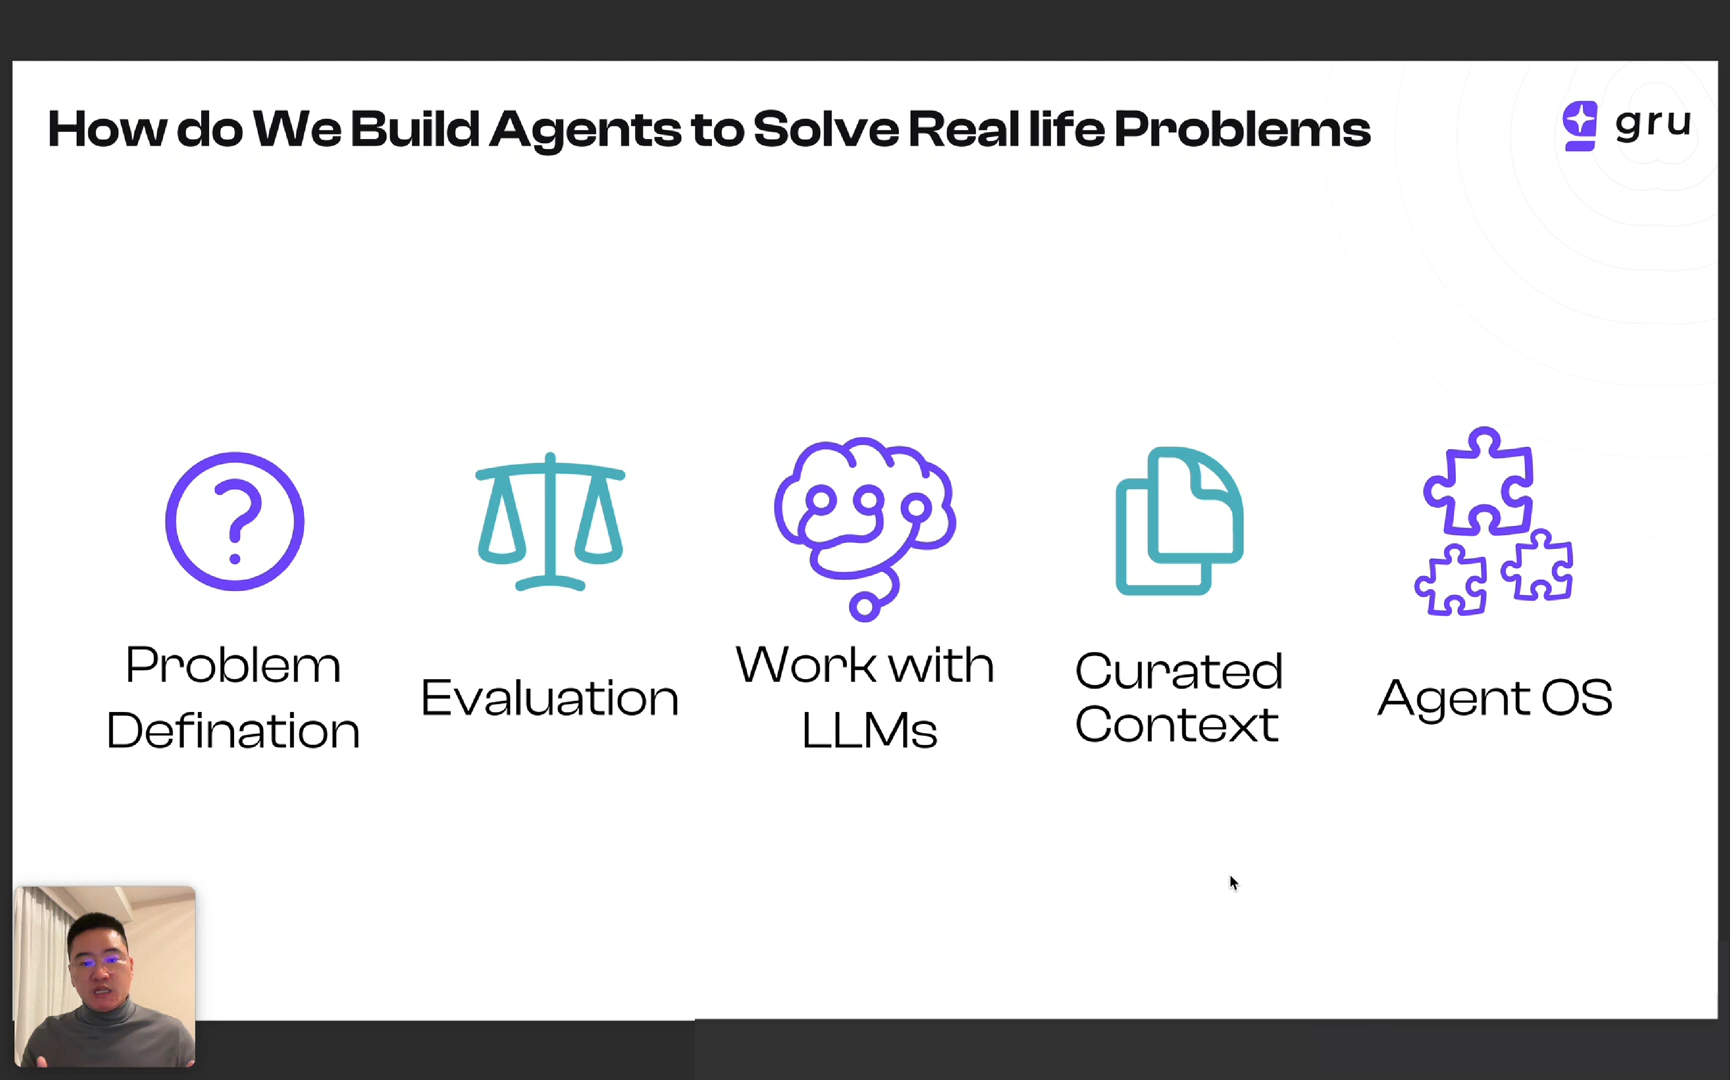 How do We Build Agents to Solve Real life Problems
gru
Problem
Defination
Evaluation
Work with
LLMs
Curated
Context
Agent OS